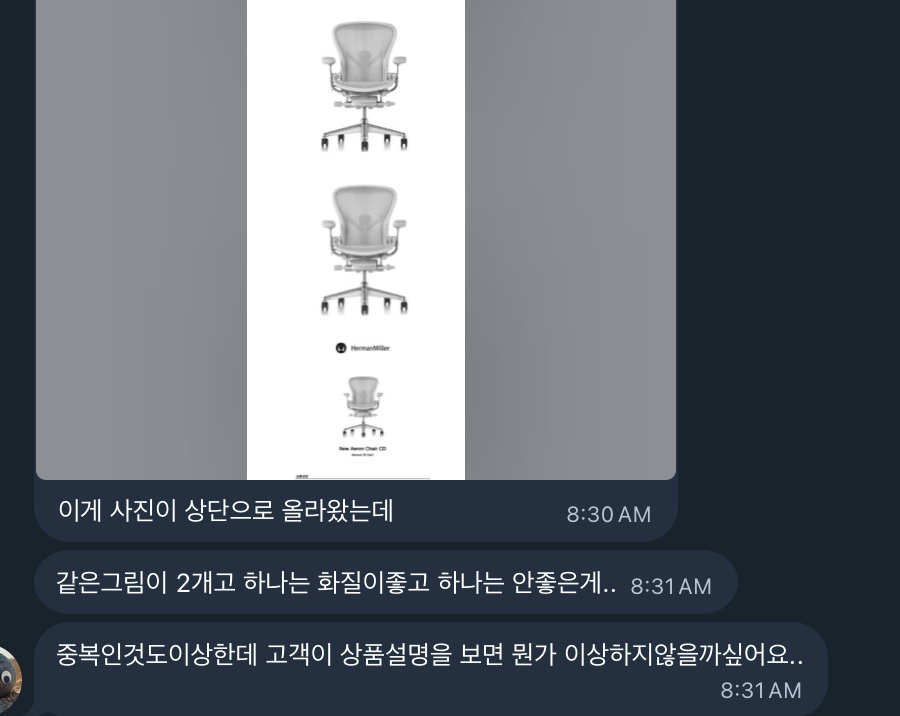 HermanMiller
New Aeron Chair CD
이게 사진이 상단으로 올라왔는데
8:30 AM
같은그림이 2개고 하나는 화질이좋고 하나는 안좋은게..
8:31 AM
중복인것도이상한데 고객이 상품설명을 보면 뭔가 이상하지않을까싶어요..
8:31 AM